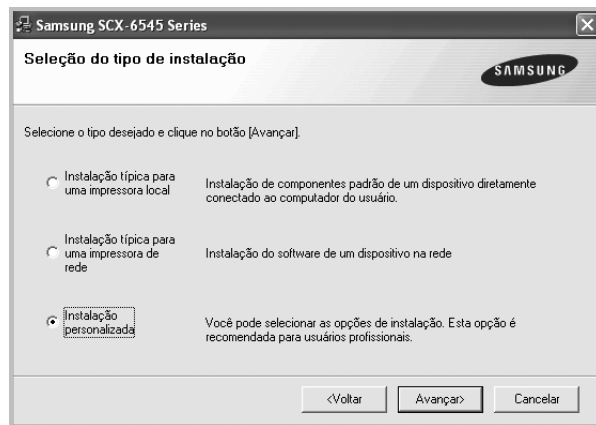 Samsung SCX-6545 Series
Seleção do tipo de instalação
SAMSUNG
Selecione o tipo desejado e clique no botão [Avançar].
Instalação típica para
uma impressora local
Instalação de componentes padrão de um dispositivo diretamente
conectado ao computador do usuário.
Instalação típica para
uma impressora de
rede
Instalação do software de um dispositivo na rede
Instalação
personalizada
Você pode selecionar as opções de instalação. Esta opção é
recomendada para usuários profissionais.
<Voltar
Avançar>
Cancelar